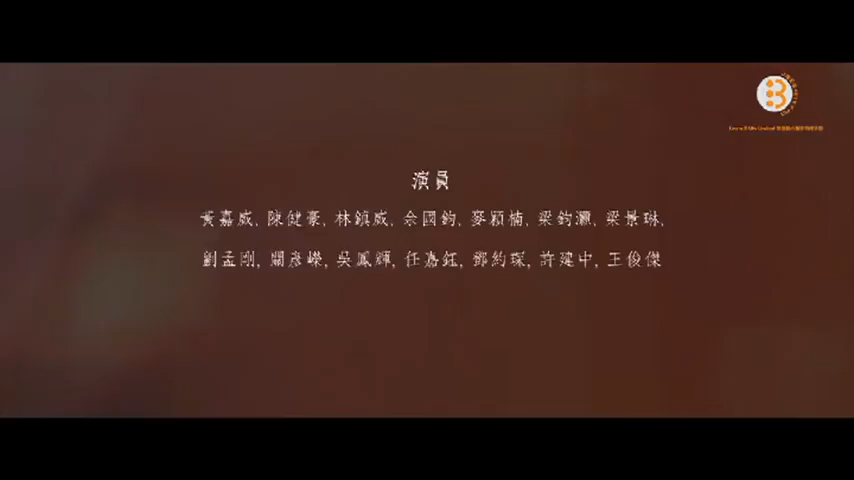 演員
黃嘉威, 陳健豪, 林鎮威, 余國鈞, 麥穎楠, 梁鈞灝, 梁景琳,
劉孟剛, 關彥嶸, 吳鳳輝, 任嘉鈺, 鄧約琛, 許建中, 王俊傑